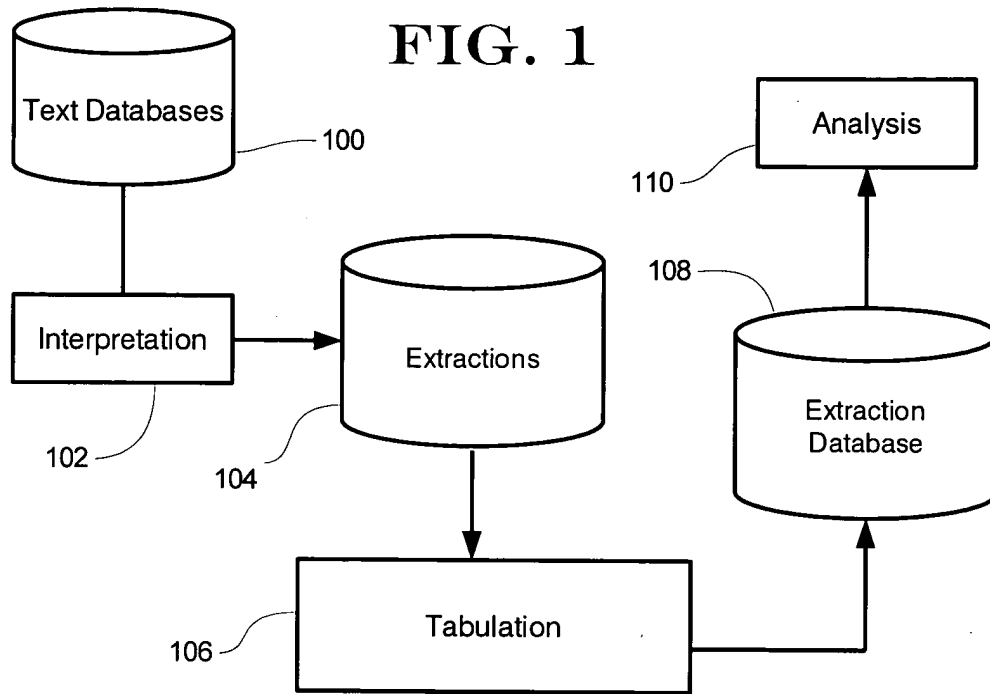 FIG. 1
Text Databases
100
Analysis
110
108
Interpretation
Extractions
102
104
Extraction
Database
Tabulation
106